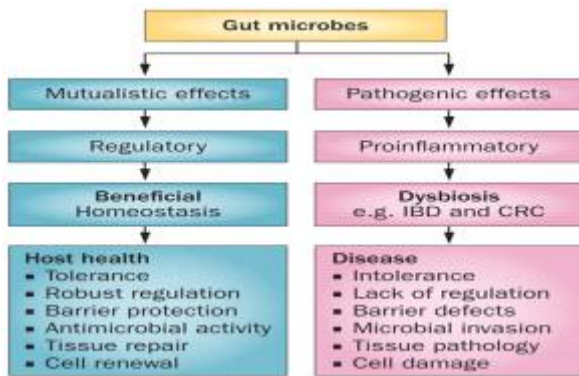 Gut microbes
Mutualistic effects
Pathogenic effects
Regulatory
Proinflammatory
Beneficial
Homeostasis
Dysbiosis
e.g. IBD and CRC
Host health
▪ Tolerance
▪ Robust regulation
▪ Barrier protection
▪ Antimicrobial activity
▪ Tissue repair
▪ Cell renewal
Disease
▪ Intolerance
▪ Lack of regulation
▪ Barrier defects
▪ Microbial invasion
▪ Tissue pathology
▪ Cell damage